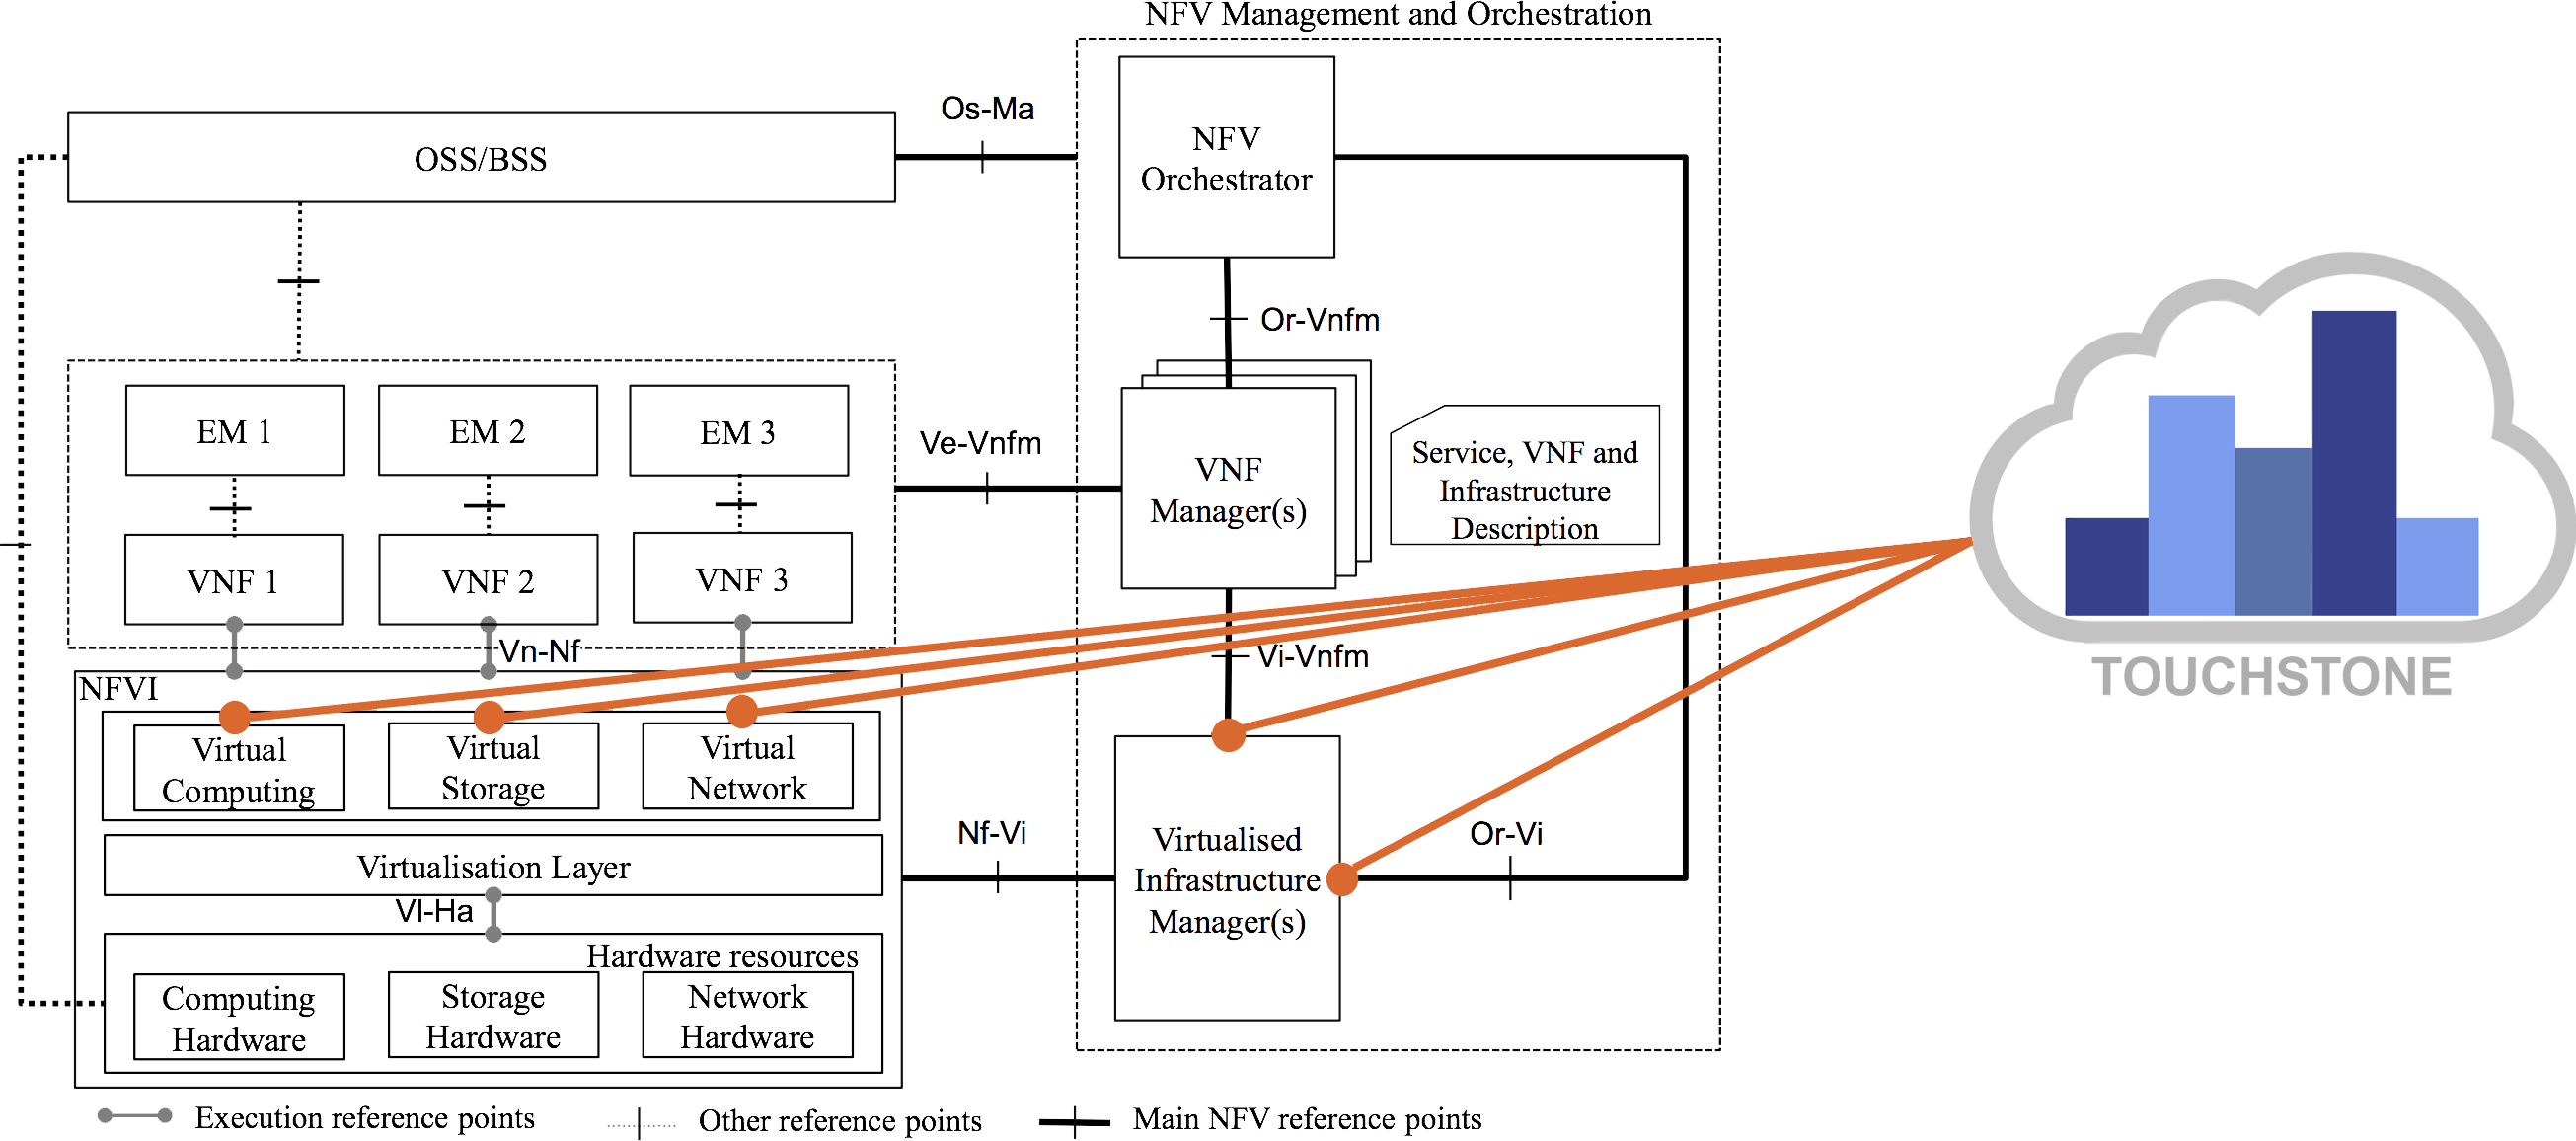 NFV Management and Orchestration
Os-Ma
OSS/BSS
NFV
Orchestrator
Or-Vnfm
EM 1
EM 2
EM 3
Ve-Vnfm
VNF
Manager(s)
Service, VNF and
Infrastructure
Description
VNF 1
VNF 2
VNF 3
Vn-Nf
Vi-Vnfm
TOUCHSTONE
NFVI
Virtual
Computing
Virtual
Storage
Virtual
Network
Nf-Vi
Virtualised
Infrastructure
Manager(s)
Or-Vi
Virtualisation Layer
Vl-Ha
Hardware resources
Computing
Hardware
Storage
Hardware
Network
Hardware
Execution reference points
Other reference points
Main NFV reference points